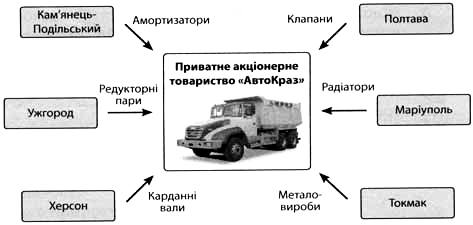 Кам’янець-
Подільський
Амортизатори
Клапани
Полтава
Приватне акціонерне
товариство «АвтоКраз»
Ужгород
Редукторні
пари
Радіатори
Маріуполь
Херсон
Карданні
вали
Метало-
вироби
Токмак